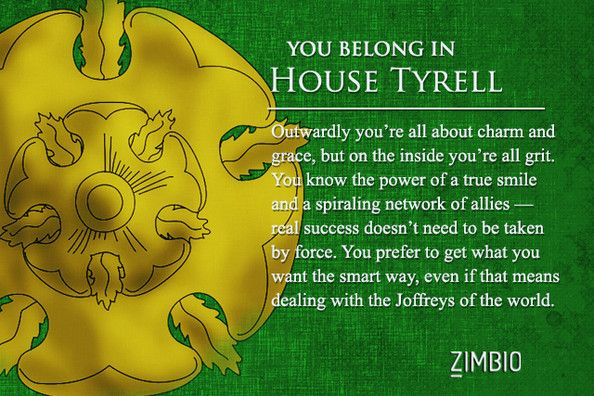 YOU BELONG IN
HOUSE TYRELL
Outwardly you're all about charm and
grace, but on the inside you're all grit.
You know the power of a true smile
and a spiraling network of allies —
real success doesn't need to be taken
by force. You prefer to get what you
want the smart way, even if that means
dealing with the Joffreys of the world.
ZIMBIO